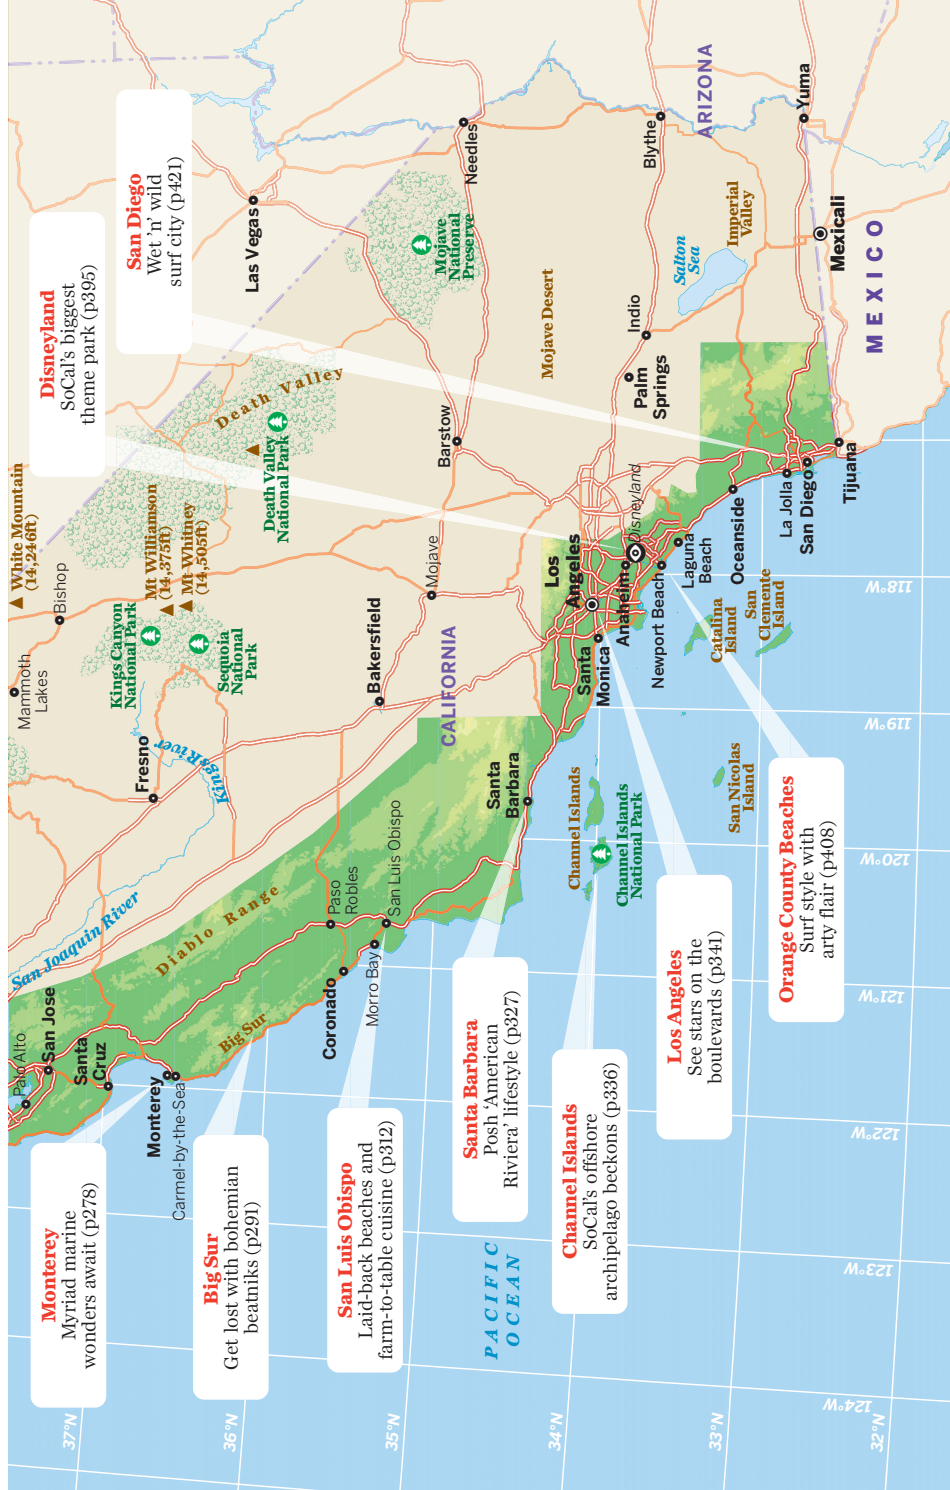 Monterey
Myriad marine
wonders await (p278)
Big Sur
Get lost with bohemian
beatniks (p291)
San Luis Obispo
Laid-back beaches and
farm-to-table cuisine (p312)
Santa Barbara
Posh ‘American
Riviera’ lifestyle (p327)
Channel Islands
SoCal’s offshore
archipelago beckons (p336)
Los Angeles
See stars on the
boulevards (p341)
Orange County Beaches
Surf style with
arty flair (p408)
Disneyland
SoCal’s biggest
theme park (p395)
San Diego
Wet ’n’ wild
surf city (p421)
Palo Alto
San Jose
Santa
Cruz
Monterey
Carmel-by-the-Sea
San Joaquin River
Diablo Range
Big Sur
Coronado
Morro Bay
Paso
Robles
San Luis Obispo
Santa
Barbara
Mammoth
Lakes
Bishop
White Mountain
(14,246ft)
Mt Williamson
(14,375ft)
Mt Whitney
(14,505ft)
Kings Canyon
National Park
Sequoia
National
Park
Fresno
Kings River
Death Valley
Death Valley
National Park
Bakersfield
Mojave
CALIFORNIA
Barstow
Las Vegas
Mojave
National
Preserve
Needles
Mojave Desert
Los
Angeles
Santa
Monica
Anaheim
Disneyland
Newport Beach
Laguna
Beach
Oceanside
La Jolla
San Diego
Tijuana
Palm
Springs
Indio
Salton
Sea
Imperial
Valley
Blythe
ARIZONA
Yuma
Mexicali
MEXICO
Channel Islands
Channel Islands
National Park
San Nicolas
Island
Catalina
Island
San
Clemente
Island
PACIFIC
OCEAN
37°N
36°N
35°N
34°N
33°N
32°N
124°W
123°W
122°W
121°W
120°W
119°W
118°W